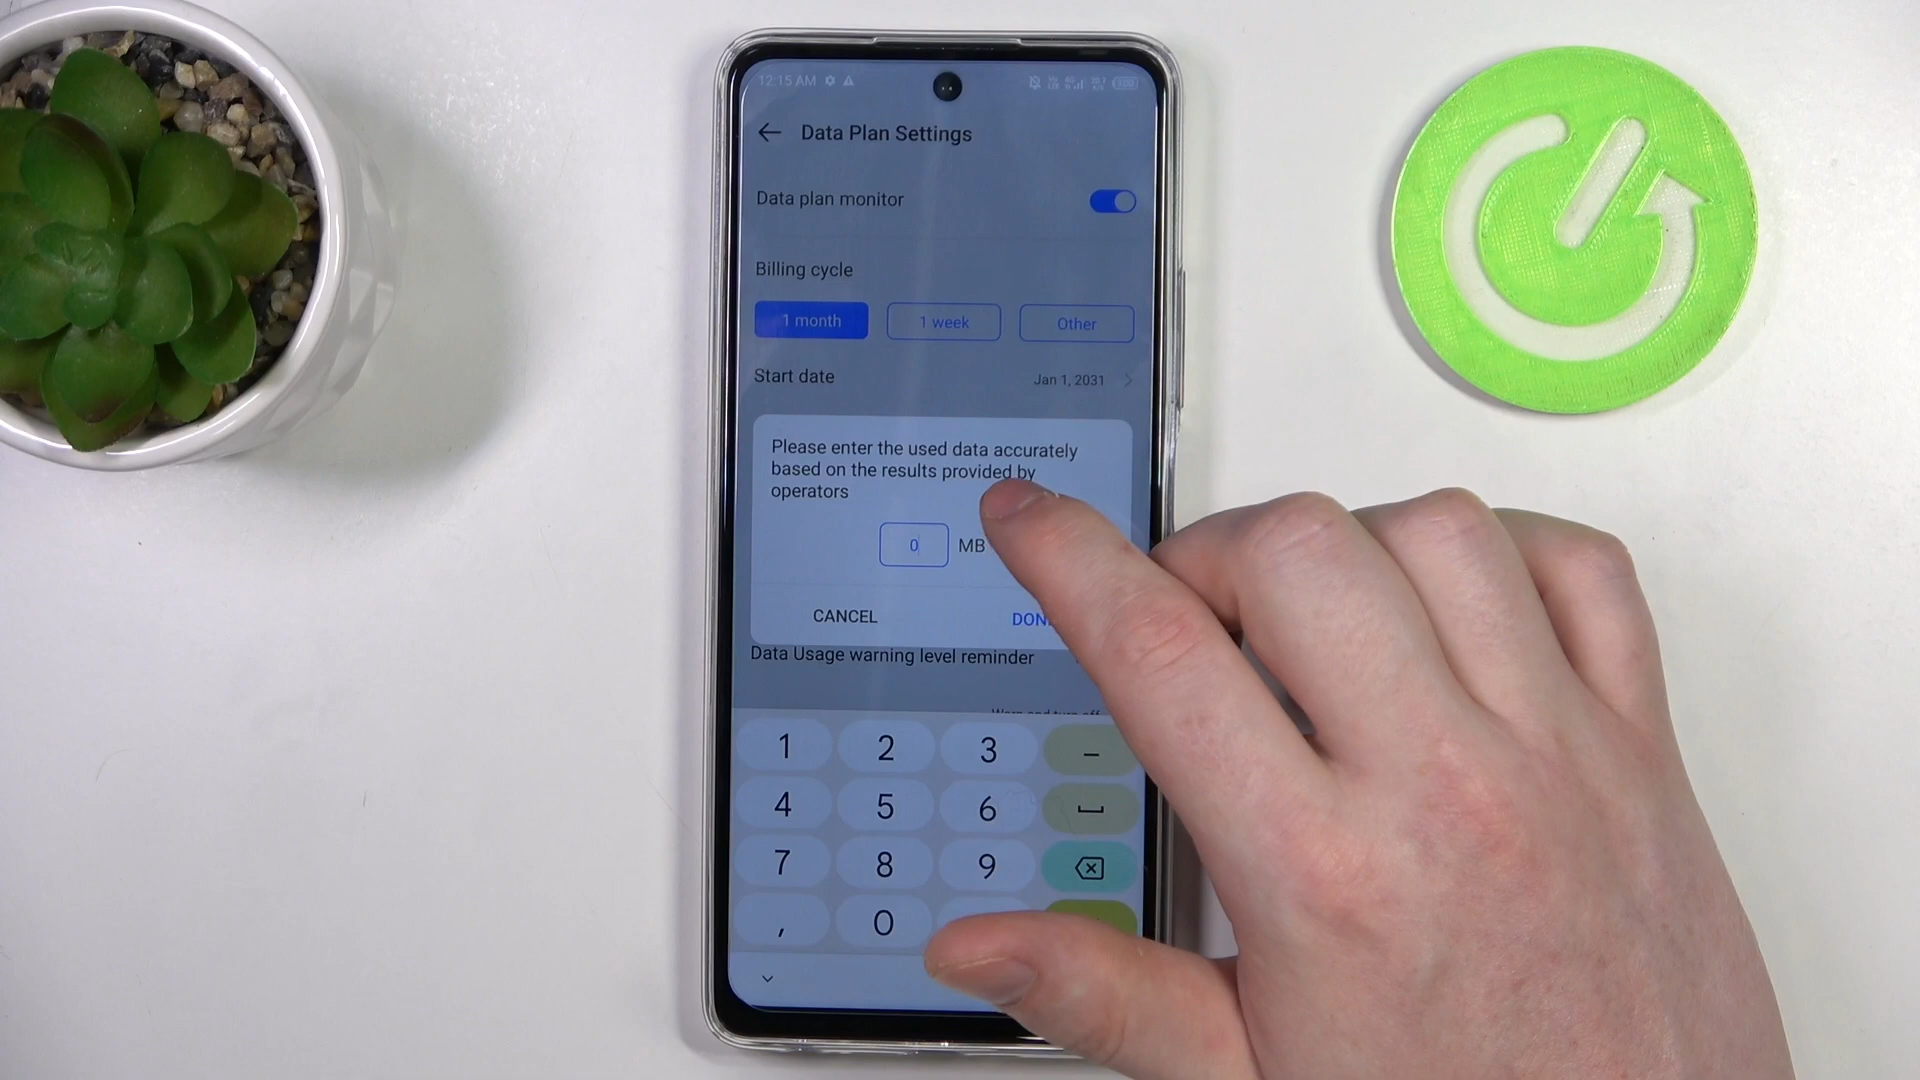 12:15 AM
Data Plan Settings
Data plan monitor
Billing cycle
1 month
1 week
Other
Start date
Jan 1, 2031
Please enter the used data accurately
based on the results provided by
operators
0
MB
CANCEL
Data Usage warning level reminder
1
2
3
4
5
6
7
8
9
,
0